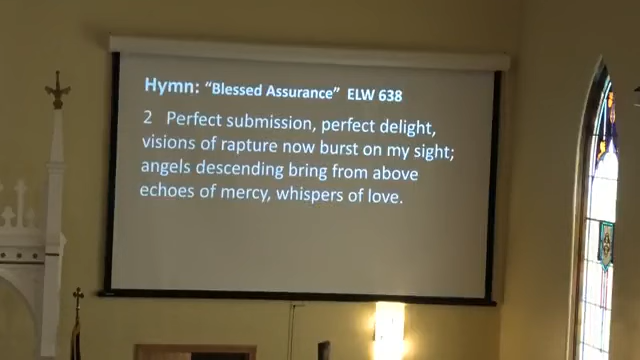 Hymn: "Blessed Assurance" ELW 638
2 Perfect submission, perfect delight,
visions of rapture now burst on my sight;
angels descending bring from above
echoes of mercy, whispers of love.